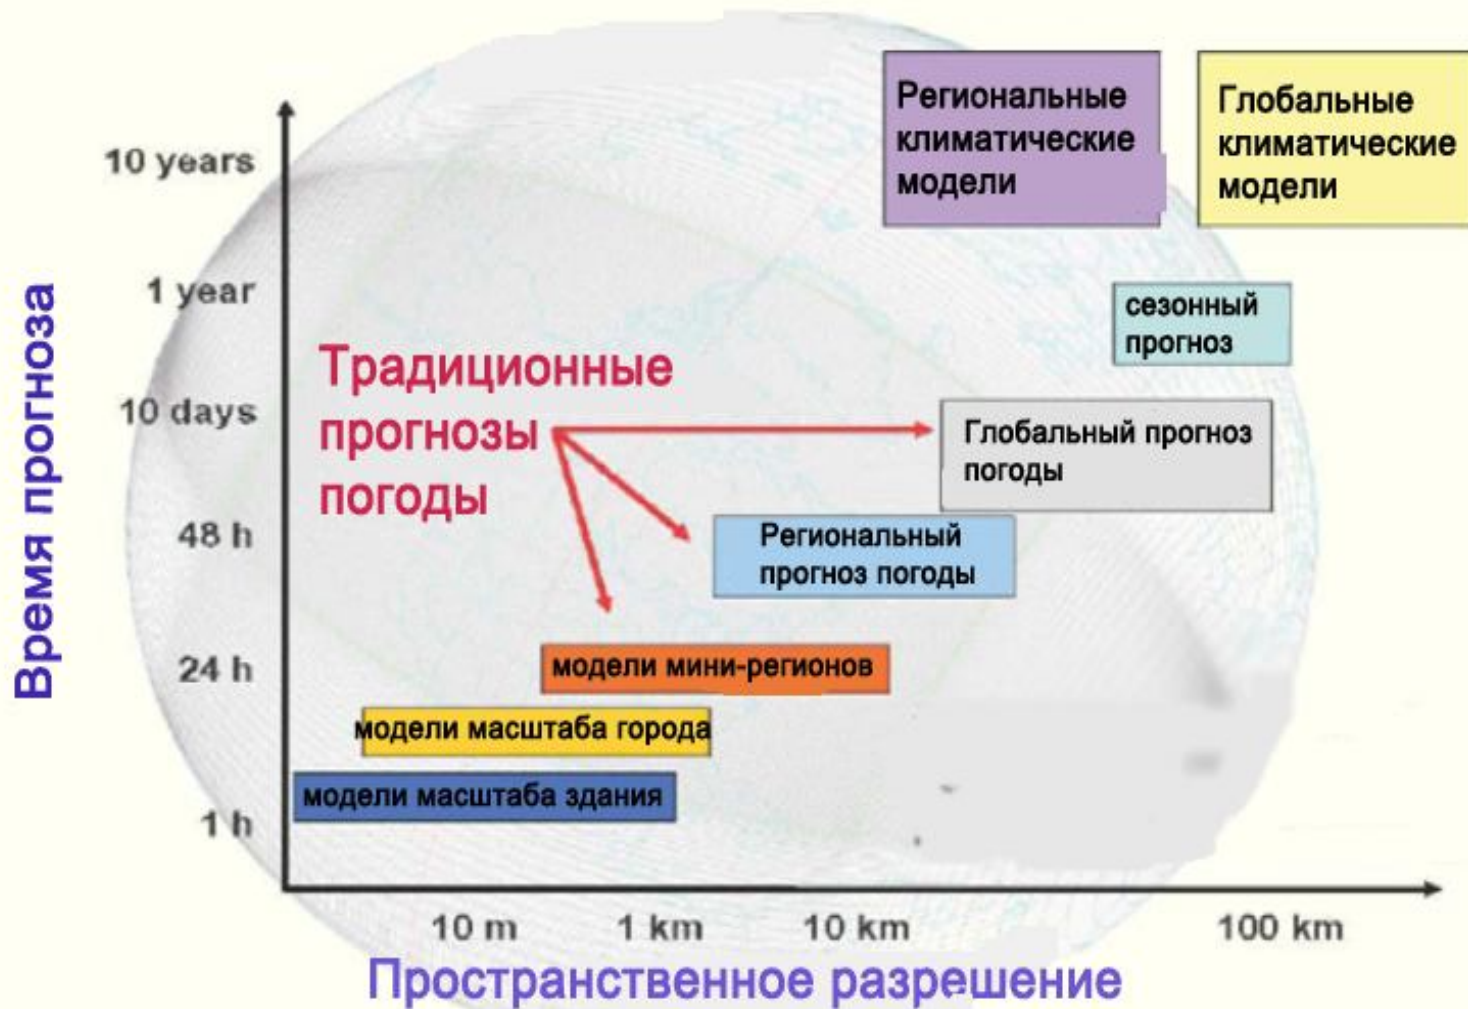 Региональные
климатические
модели
Глобальные
климатические
модели
10 years
1 year
сезонный
прогноз
Время прогноза
Традиционные
прогнозы
погоды
10 days
Глобальный прогноз
погоды
48 h
Региональный
прогноз погоды
24 h
модели мини-регионов
модели масштаба города
модели масштаба здания
1 h
10 m
1 km
10 km
100 km
Пространственное разрешение